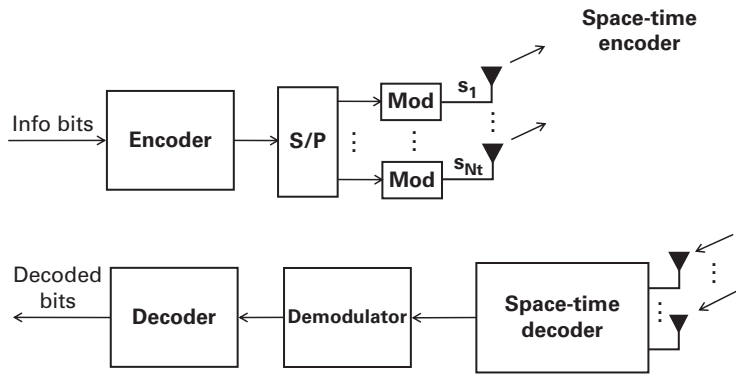 Space-time
encoder
Info bits
Encoder
S/P
Mod
s1
Mod
sNt
Decoded
bits
Decoder
Demodulator
Space-time
decoder